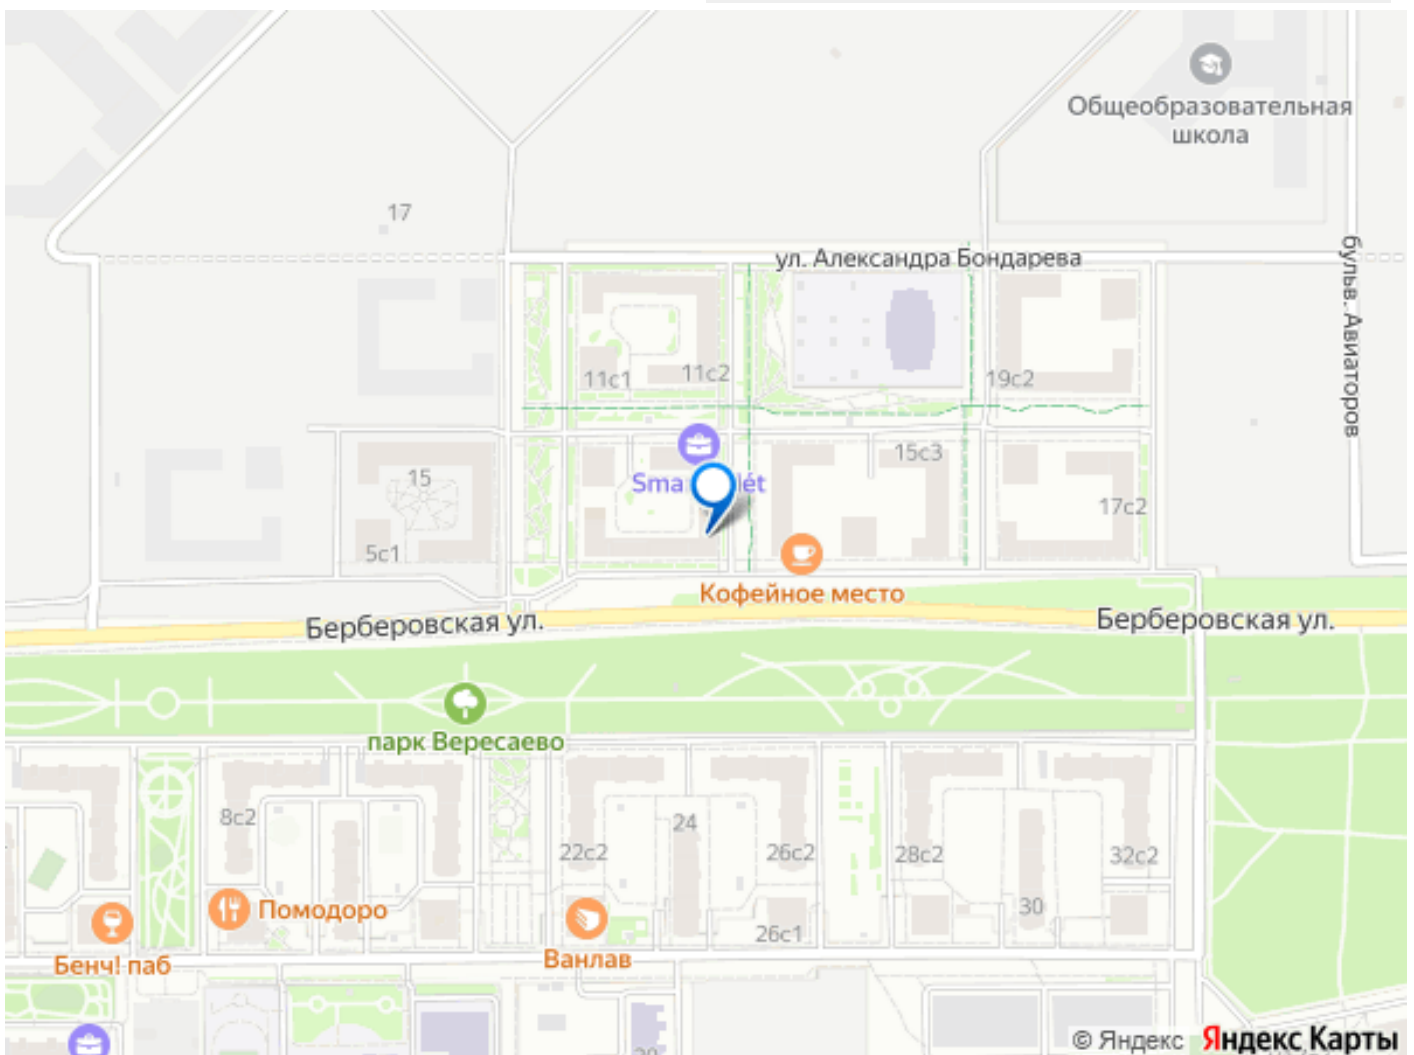 Общеобразовательная
школа
17
ул. Александра Бондарева
бульв. Авиаторов
11с1
11с2
19с2
15с3
15
Sma
ét
17с2
5с1
Кофейное место
Берберовская ул.
Берберовская ул.
парк Вересаево
8с2
24
22с2
26с2
28с2
32с2
Помодоро
30
26с1
Ванлав
Бенч! паб
© Яндекс Яндекс Карты